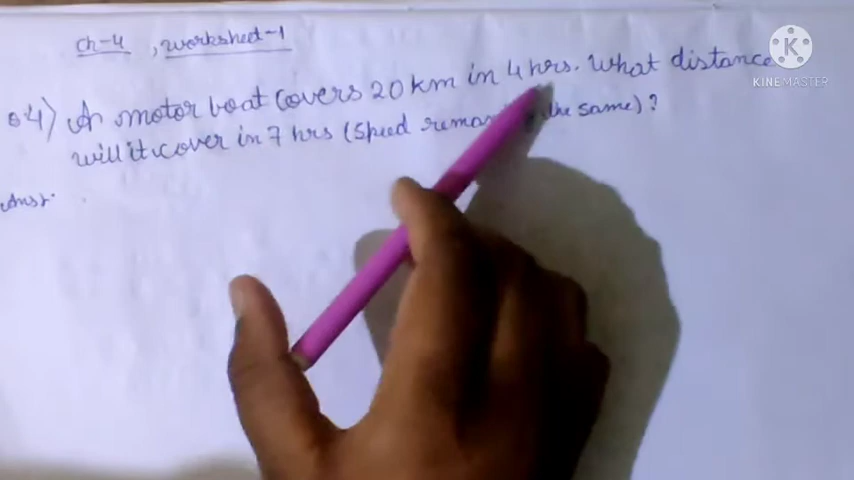 Ch-4, Worksheet-1
Q4) A motor boat covers 20 km in 4 hrs. What distance
will it cover in 7 hrs (Speed the same)?
Ans:
K
KINEMASTER